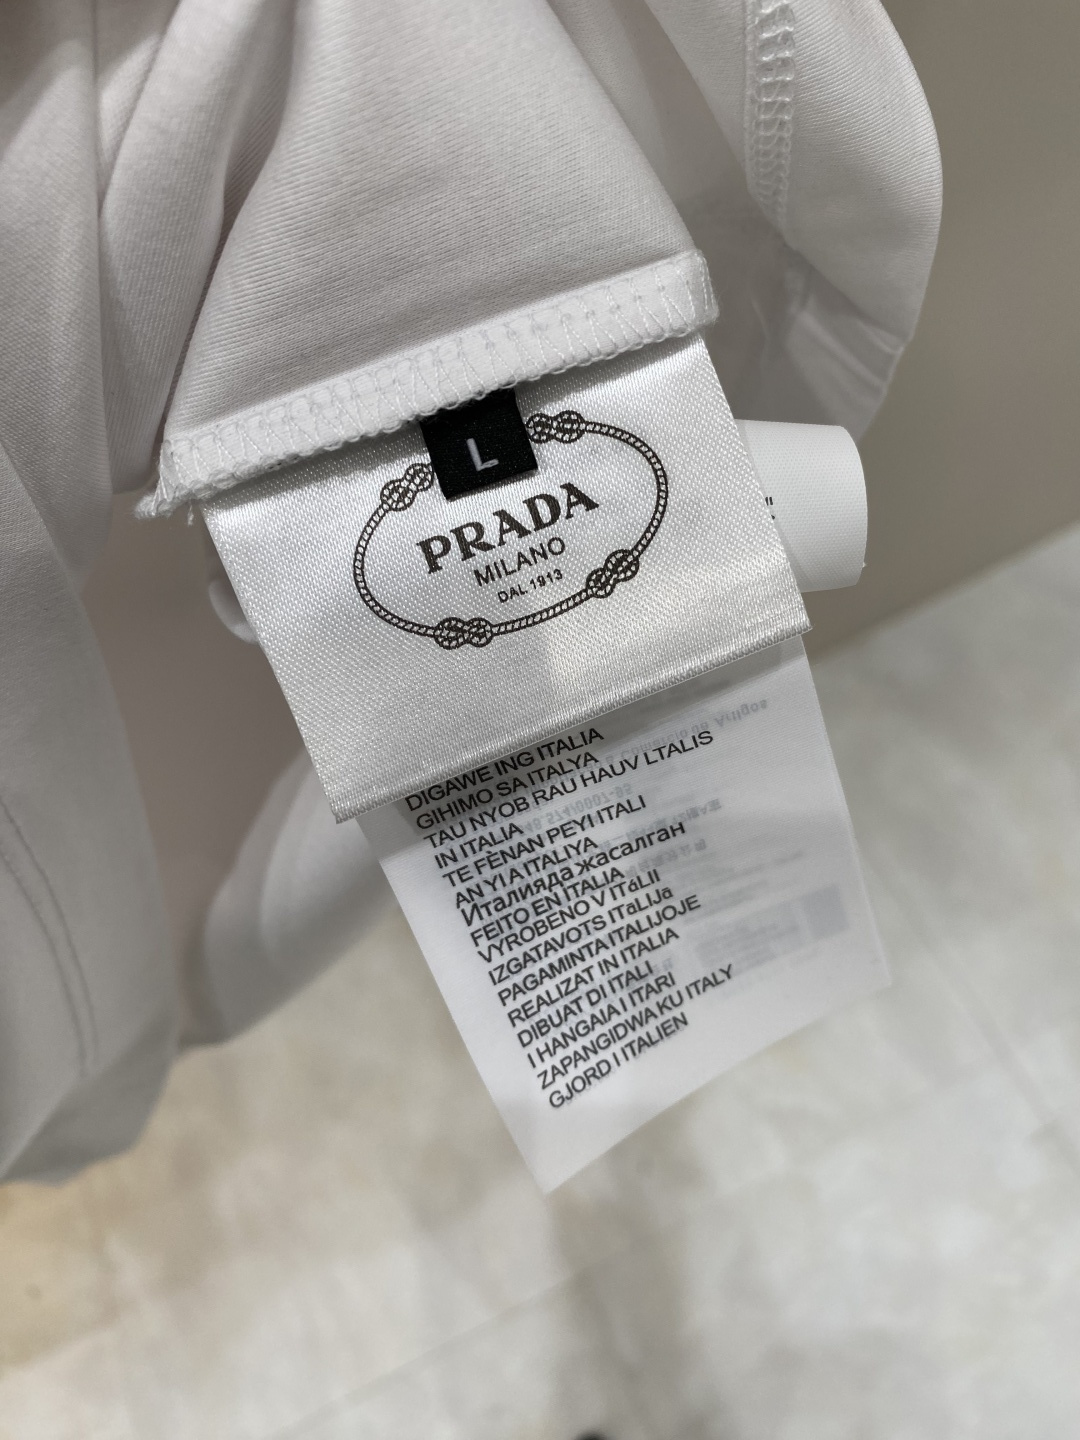 L
PRADA
MILANO
DAL 1913
DIGAWE ING ITALIA
GIHIMO SA ITALYA
TAU NYOB RAU HAUV LTALIS
IN ITALIA
TE FÈNAN PEYI ITALI
AN YI A ITALIYA
Италияда жасалган
FEITO EN ITALIA
VYROBENO V ITáLII
IZGATAVOTS ITāLIJā
PAGAMINTA ITALIJOJE
REALIZAT IN ITALIA
DIBUAT DI ITALI
I HANGAIA I ITARI
ZAPANGIDWA KU ITALY
GJORD I ITALIEN